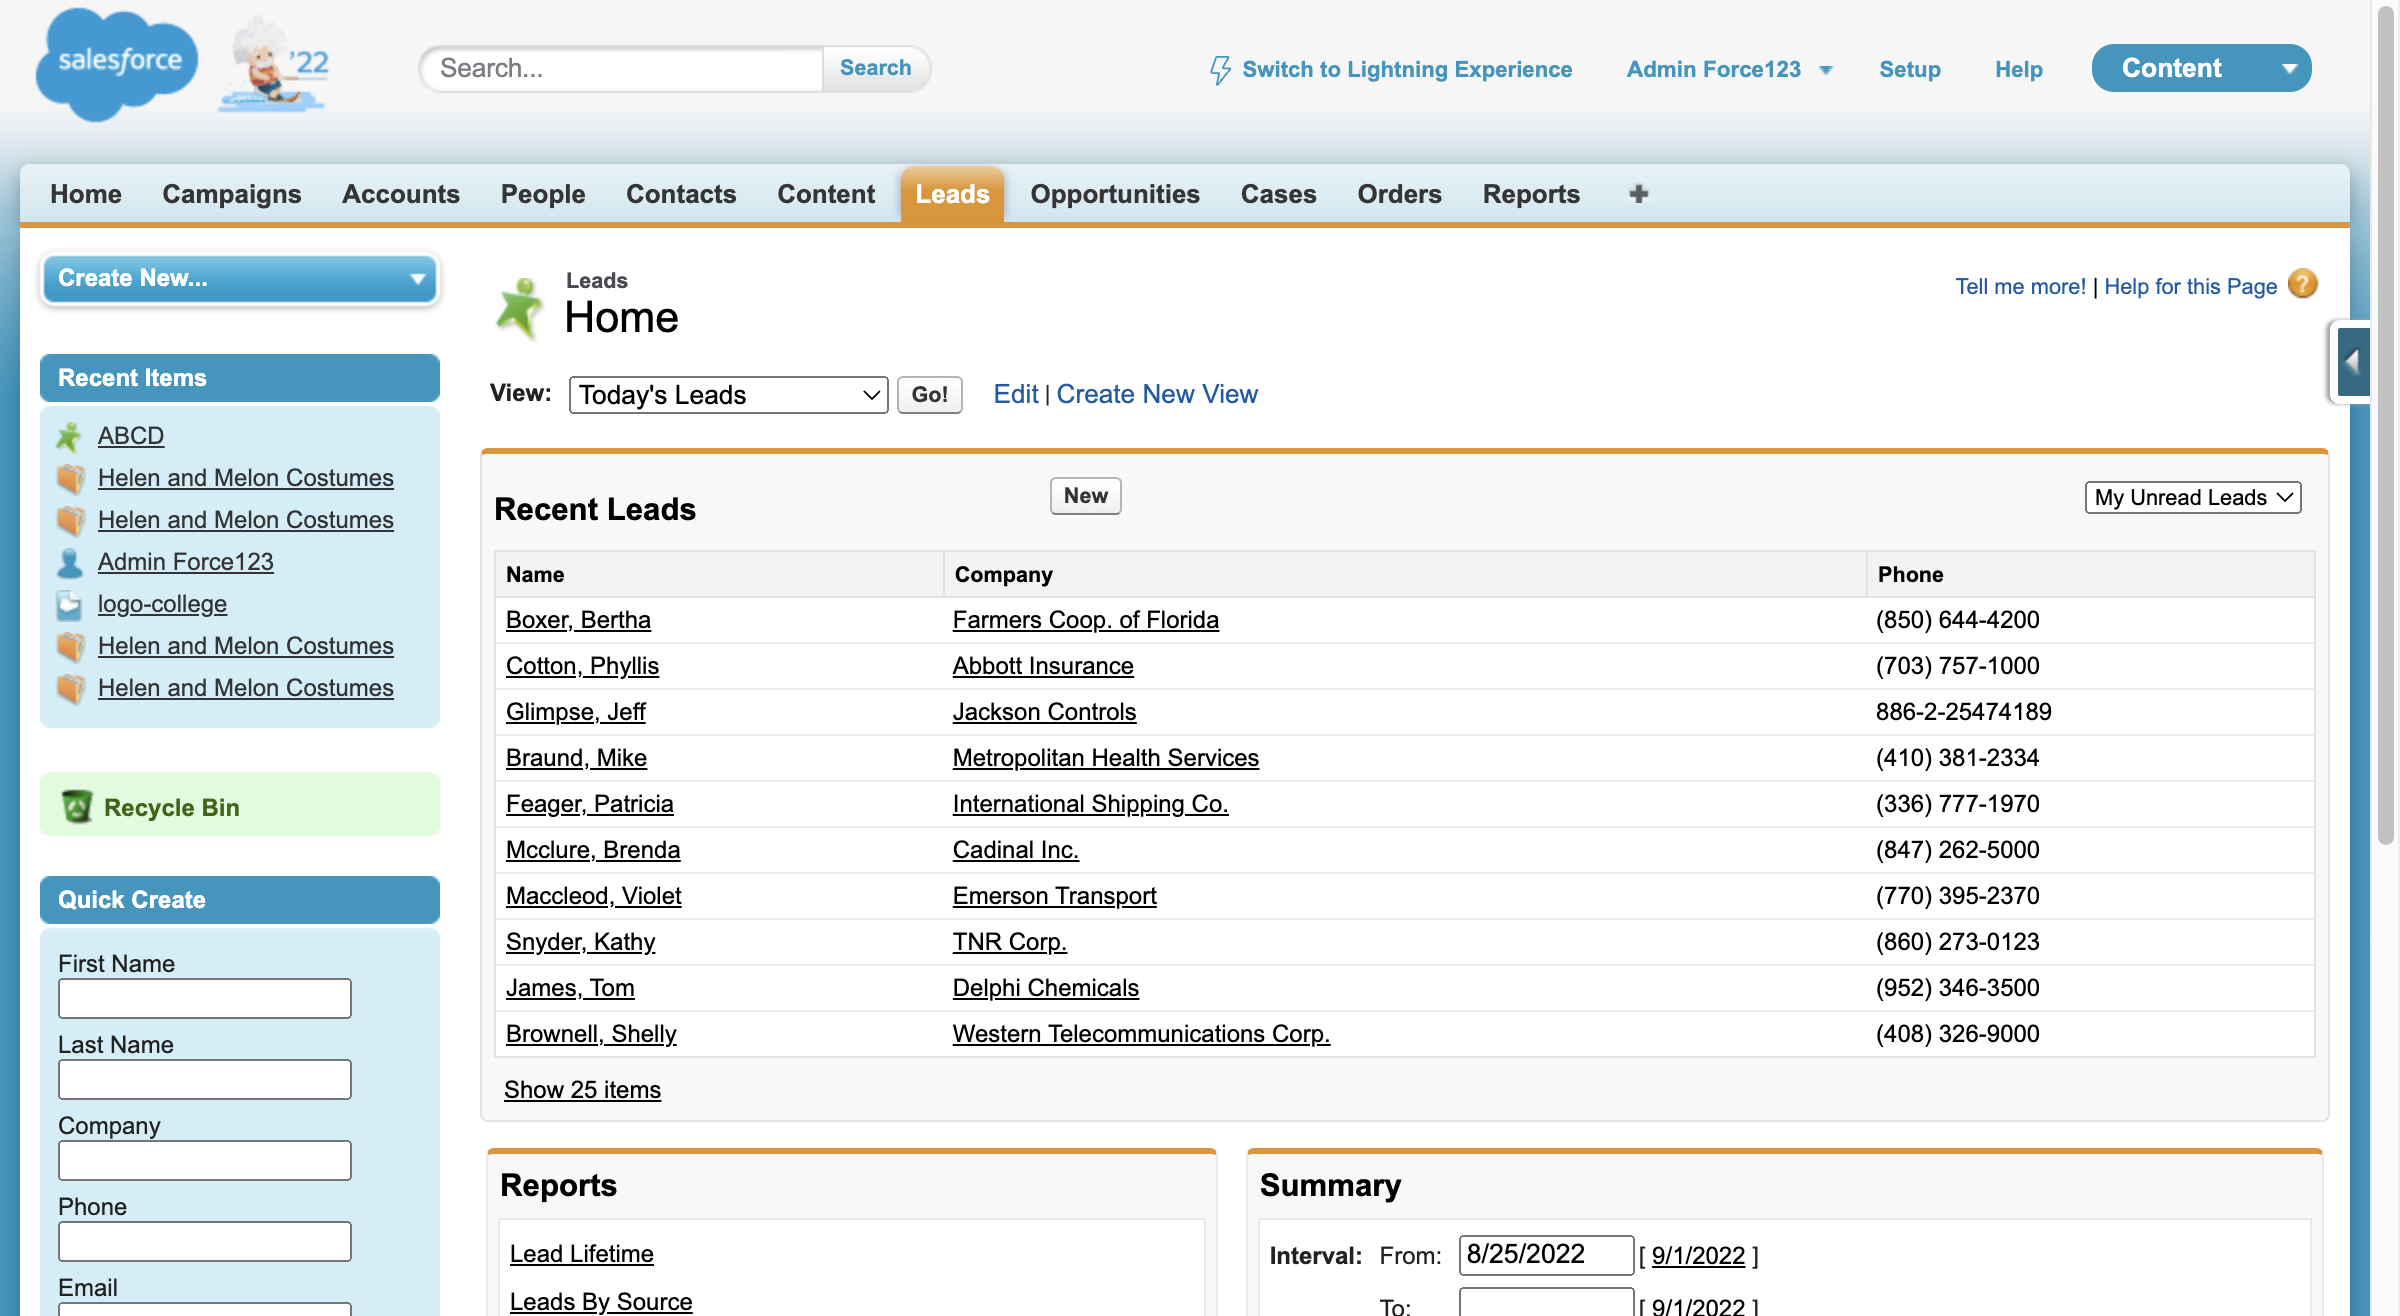 salesforce
'22
Search...
Search
Switch to Lightning Experience
Admin Force123
Setup
Help
Content
Home
Campaigns
Accounts
People
Contacts
Content
Leads
Opportunities
Cases
Orders
Reports
Create New...
Recent Items
ABCD
Helen and Melon Costumes
Helen and Melon Costumes
Admin Force123
logo-college
Helen and Melon Costumes
Helen and Melon Costumes
Recycle Bin
Quick Create
First Name
Last Name
Company
Phone
Email
Leads
Home
Tell me more! | Help for this Page ?
View: Today's Leads Go! Edit | Create New View
Recent Leads New My Unread Leads
Name Company Phone
Boxer, Bertha Farmers Coop. of Florida (850) 644-4200
Cotton, Phyllis Abbott Insurance (703) 757-1000
Glimpse, Jeff Jackson Controls 886-2-25474189
Braund, Mike Metropolitan Health Services (410) 381-2334
Feager, Patricia International Shipping Co. (336) 777-1970
Mcclure, Brenda Cadinal Inc. (847) 262-5000
Maccleod, Violet Emerson Transport (770) 395-2370
Snyder, Kathy TNR Corp. (860) 273-0123
James, Tom Delphi Chemicals (952) 346-3500
Brownell, Shelly Western Telecommunications Corp. (408) 326-9000
Show 25 items
Reports
Lead Lifetime
Leads By Source
Summary
Interval: From: 8/25/2022 [ 9/1/2022 ]
To: [ 9/1/2022 ]